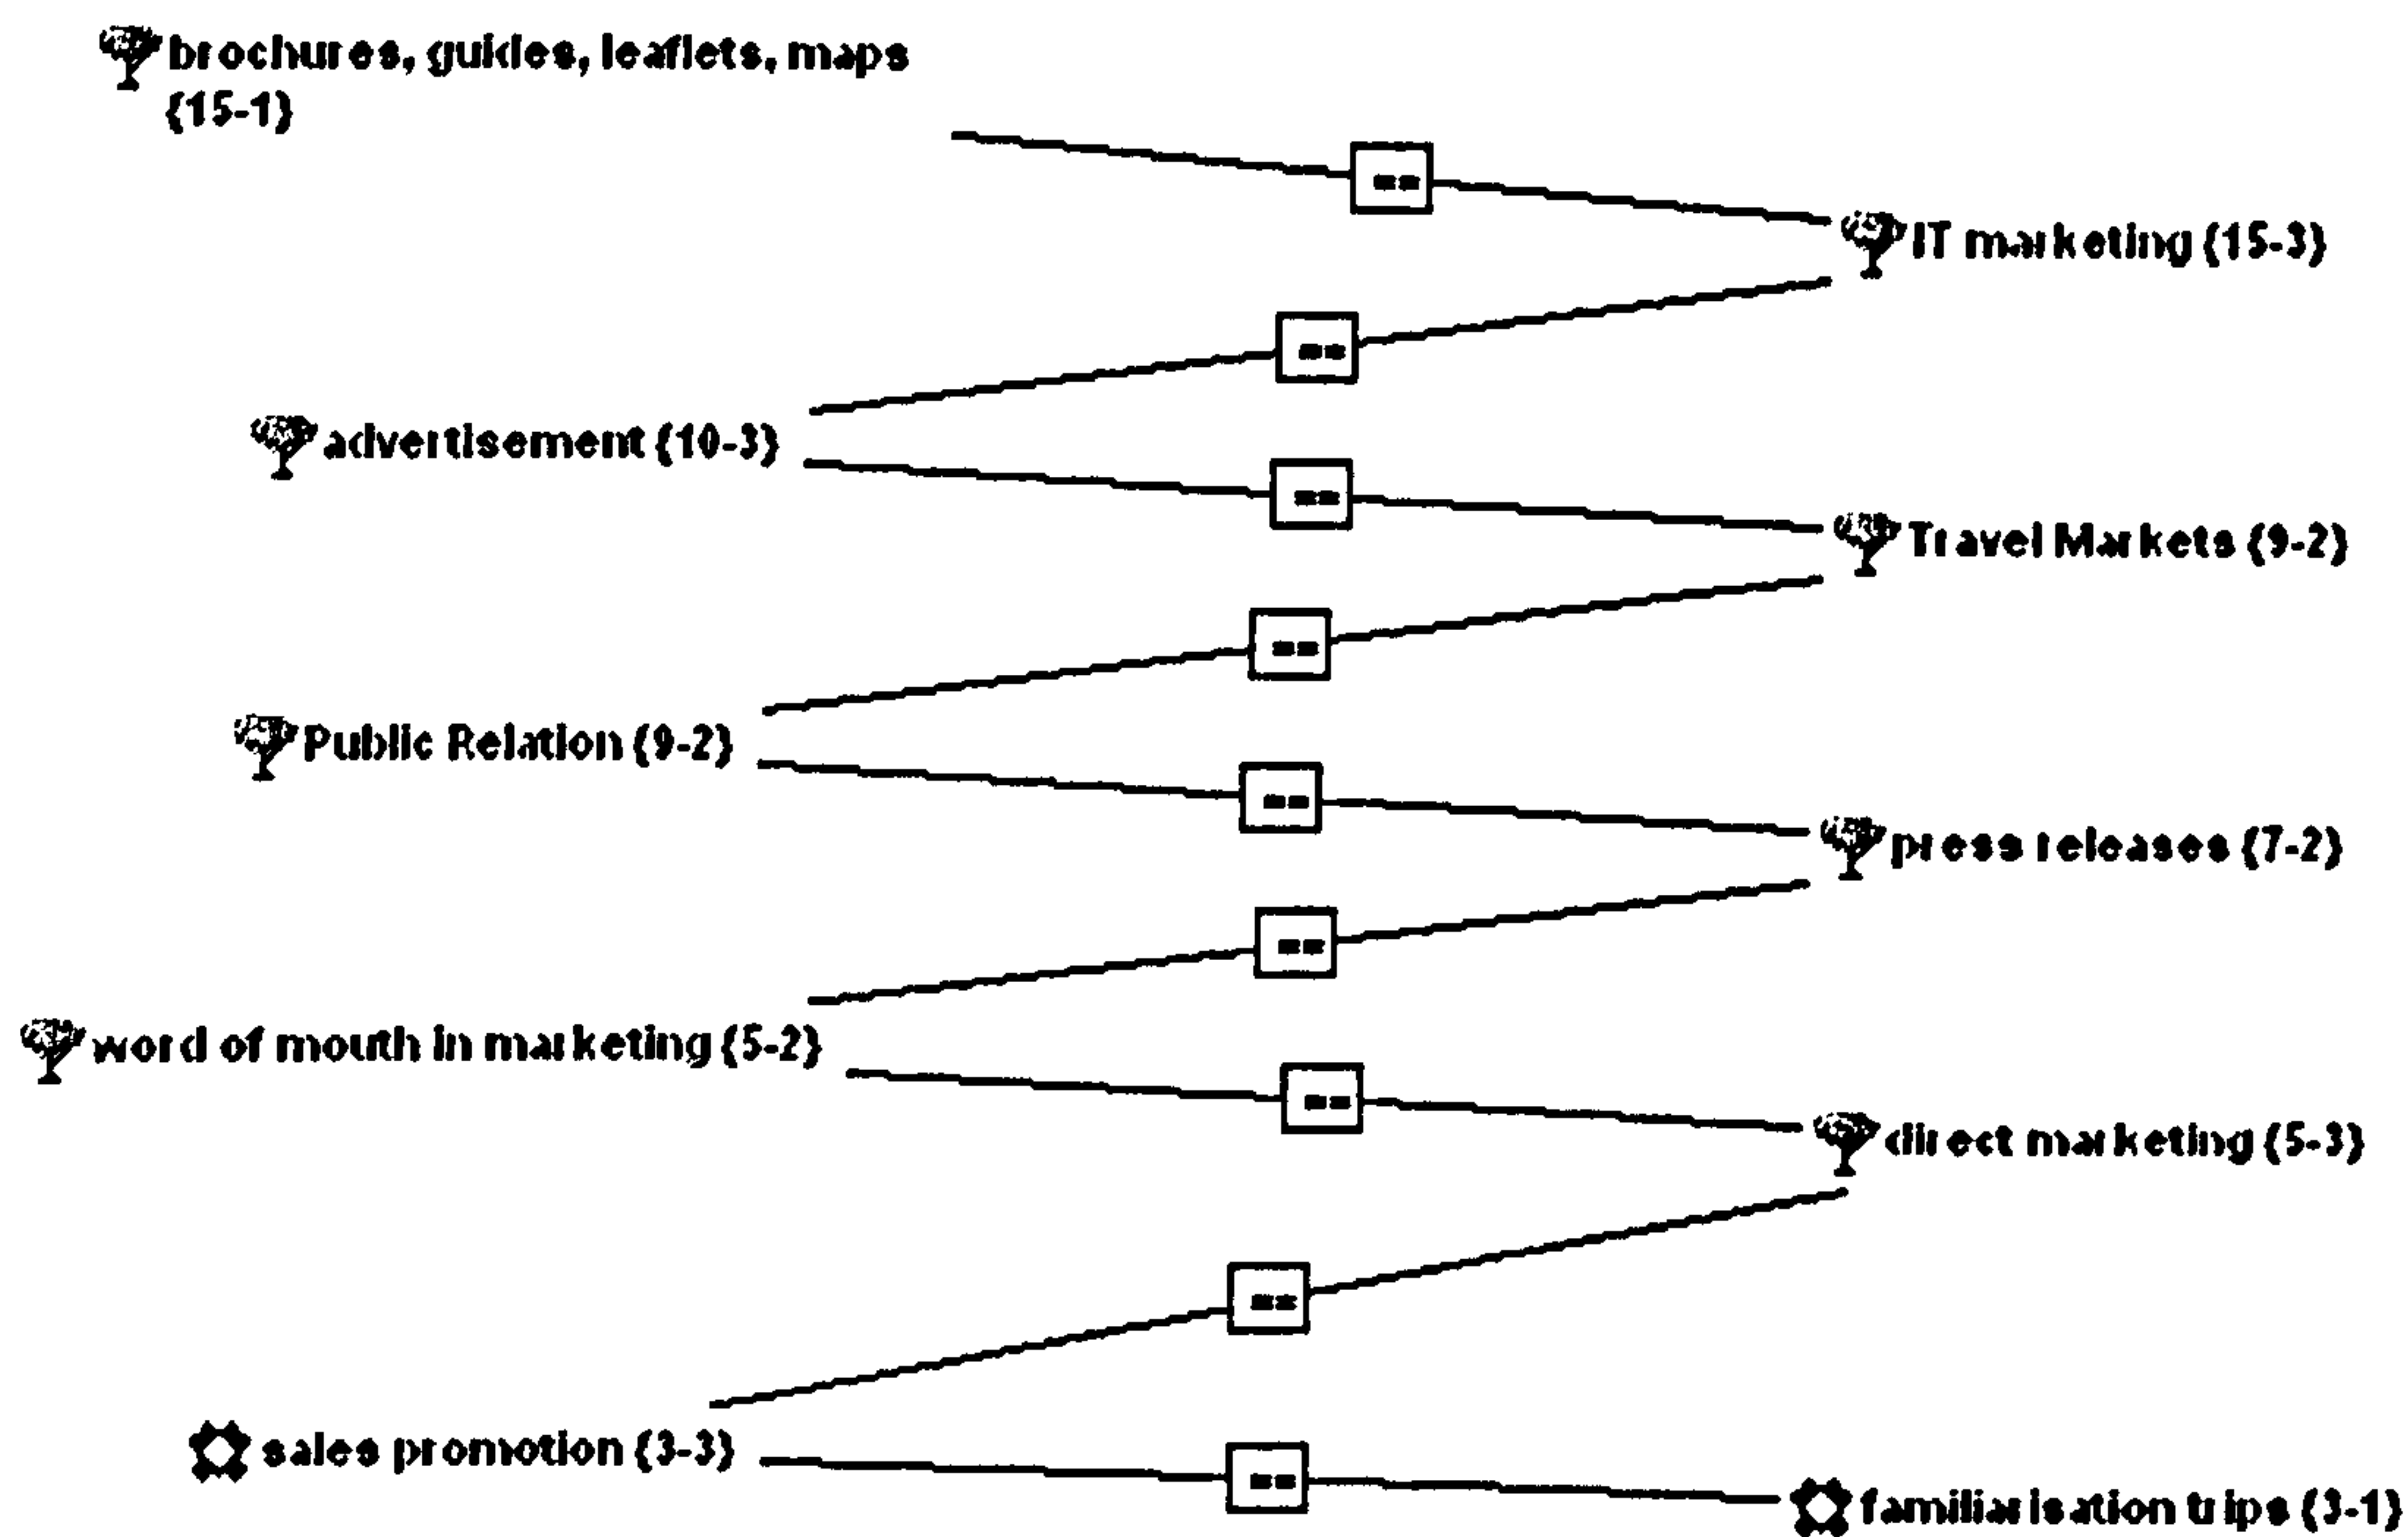 brochures, guides, leaflets, maps
{15-1}
==
IT marketing {15-3}
==
advertisement {10-3}
==
Travel Markets {9-2}
==
Public Relation {9-2}
==
press releases {7-2}
==
word of mouth in marketing {5-2}
==
direct marketing {5-3}
==
sales promotion {3-3}
==
familiarisation trips {3-1}